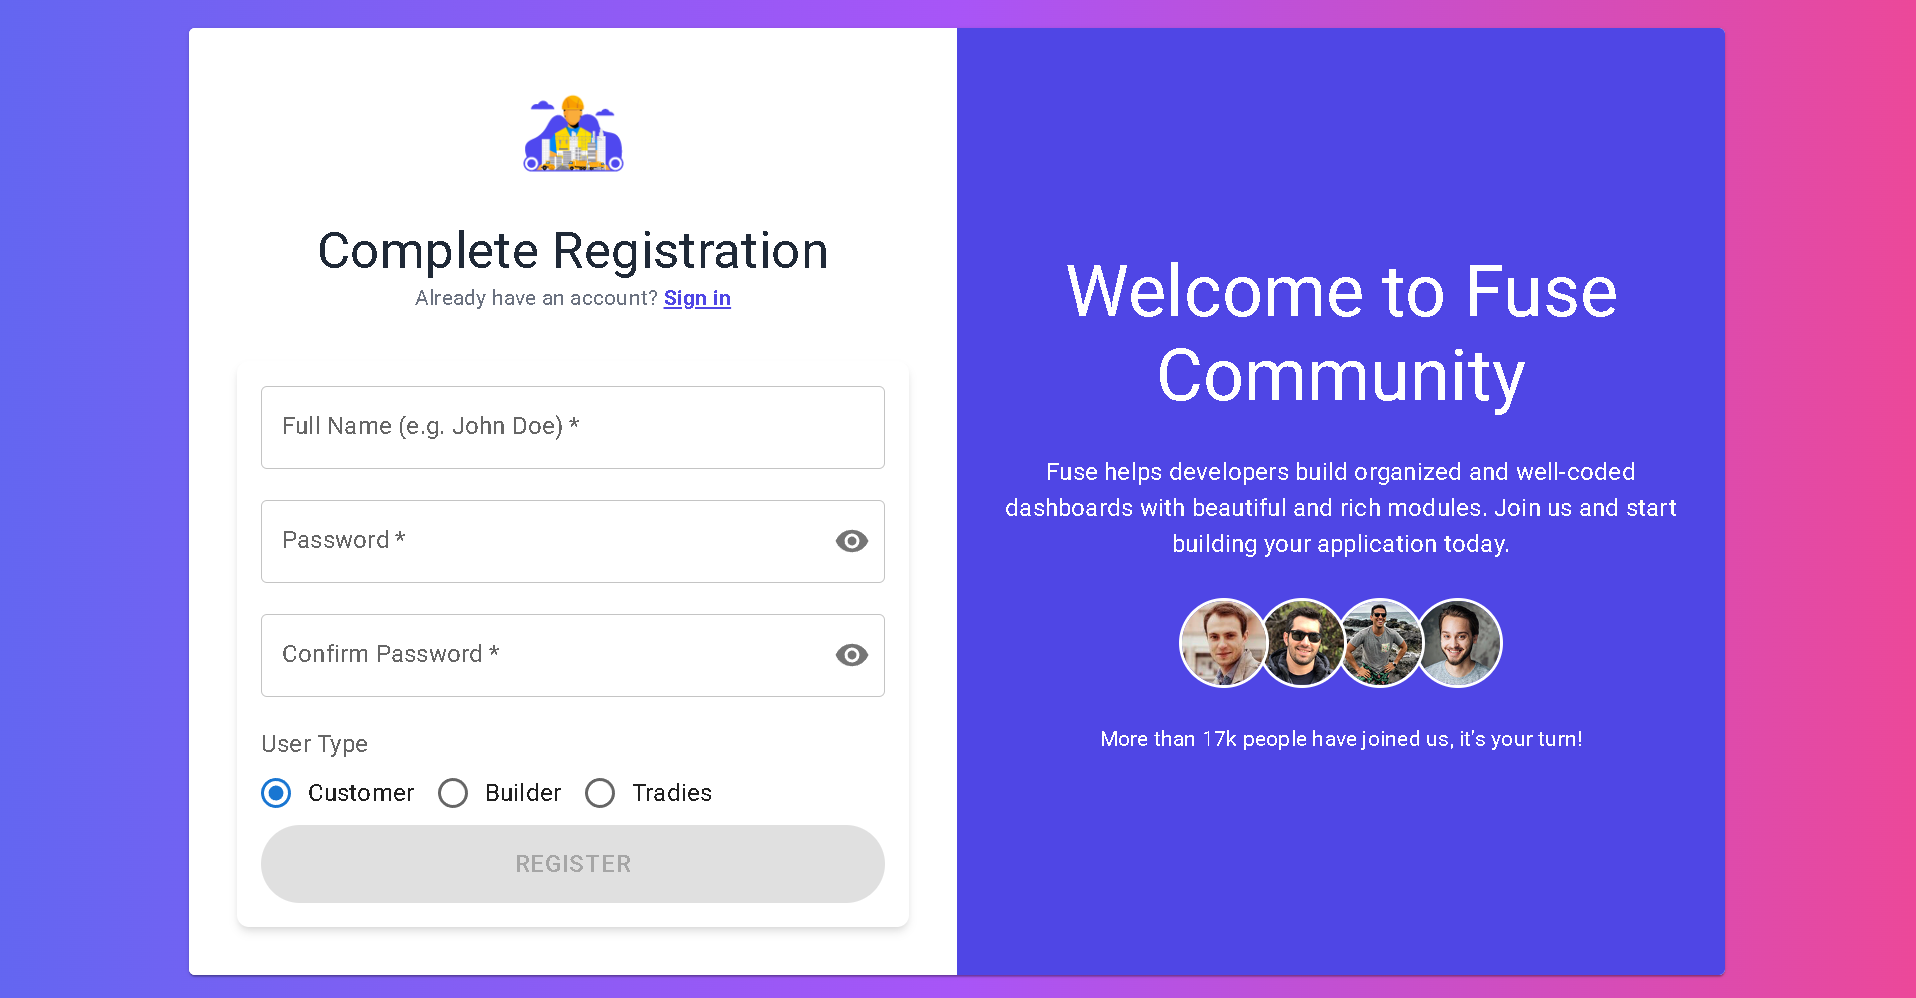 Complete Registration
Already have an account? Sign in
Full Name (e.g. John Doe) *
Password *
Confirm Password *
User Type
Customer Builder Tradies
REGISTER
Welcome to Fuse
Community
Fuse helps developers build organized and well-coded
dashboards with beautiful and rich modules. Join us and start
building your application today.
More than 17k people have joined us, it's your turn!